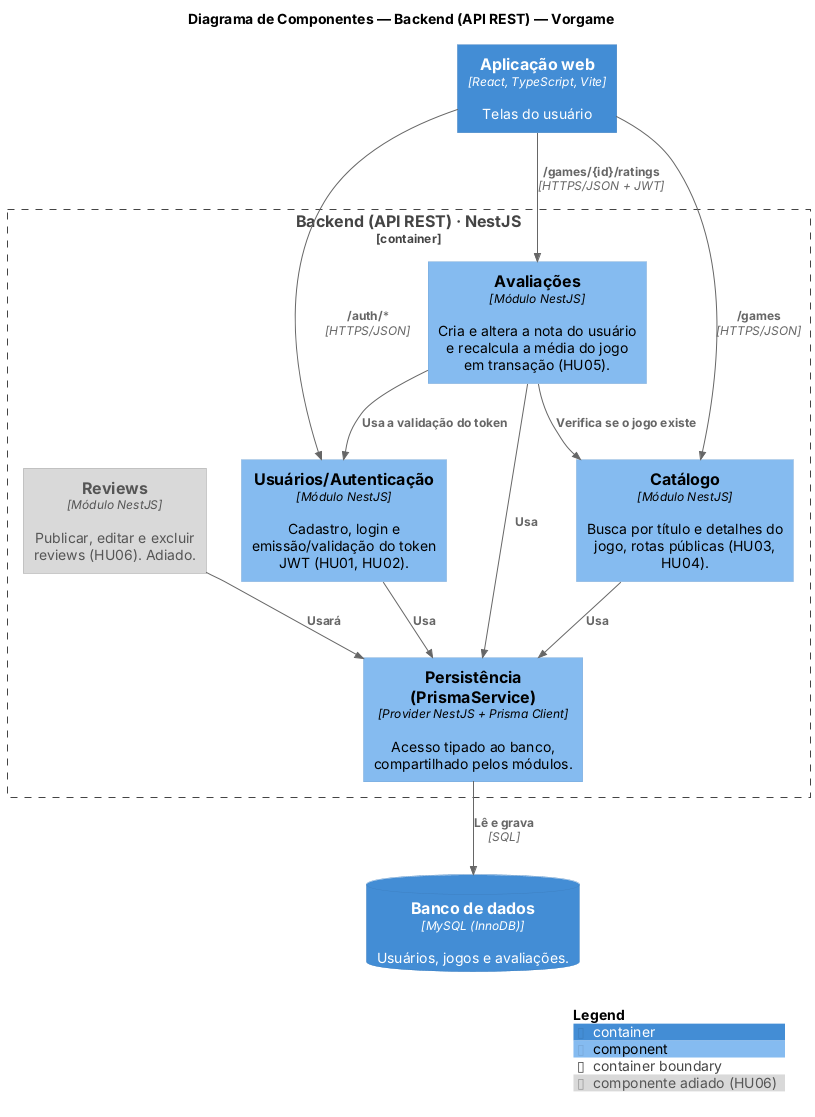 Diagrama de Componentes — Backend (API REST) — Vorgame
Aplicação web
[React, TypeScript, Vite]
Telas do usuário
/games/{id}/ratings
[HTTPS/JSON + JWT]
Backend (API REST) · NestJS
[container]
Avaliações
[Módulo NestJS]
Cria e altera a nota do usuário
e recalcula a média do jogo
em transação (HU05).
/auth/*
[HTTPS/JSON]
/games
[HTTPS/JSON]
Usa a validação do token
Verifica se o jogo existe
Reviews
[Módulo NestJS]
Publicar, editar e excluir
reviews (HU06). Adiado.
Usuários/Autenticação
[Módulo NestJS]
Cadastro, login e
emissão/validação do token
JWT (HU01, HU02).
Usa
Catálogo
[Módulo NestJS]
Busca por título e detalhes do
jogo, rotas públicas (HU03,
HU04).
Usará
Usa
Usa
Persistência
(PrismaService)
[Provider NestJS + Prisma Client]
Acesso tipado ao banco,
compartilhado pelos módulos.
Lê e grava
[SQL]
Banco de dados
[MySQL (InnoDB)]
Usuários, jogos e avaliações.
Legend
container
component
container boundary
componente adiado (HU06)